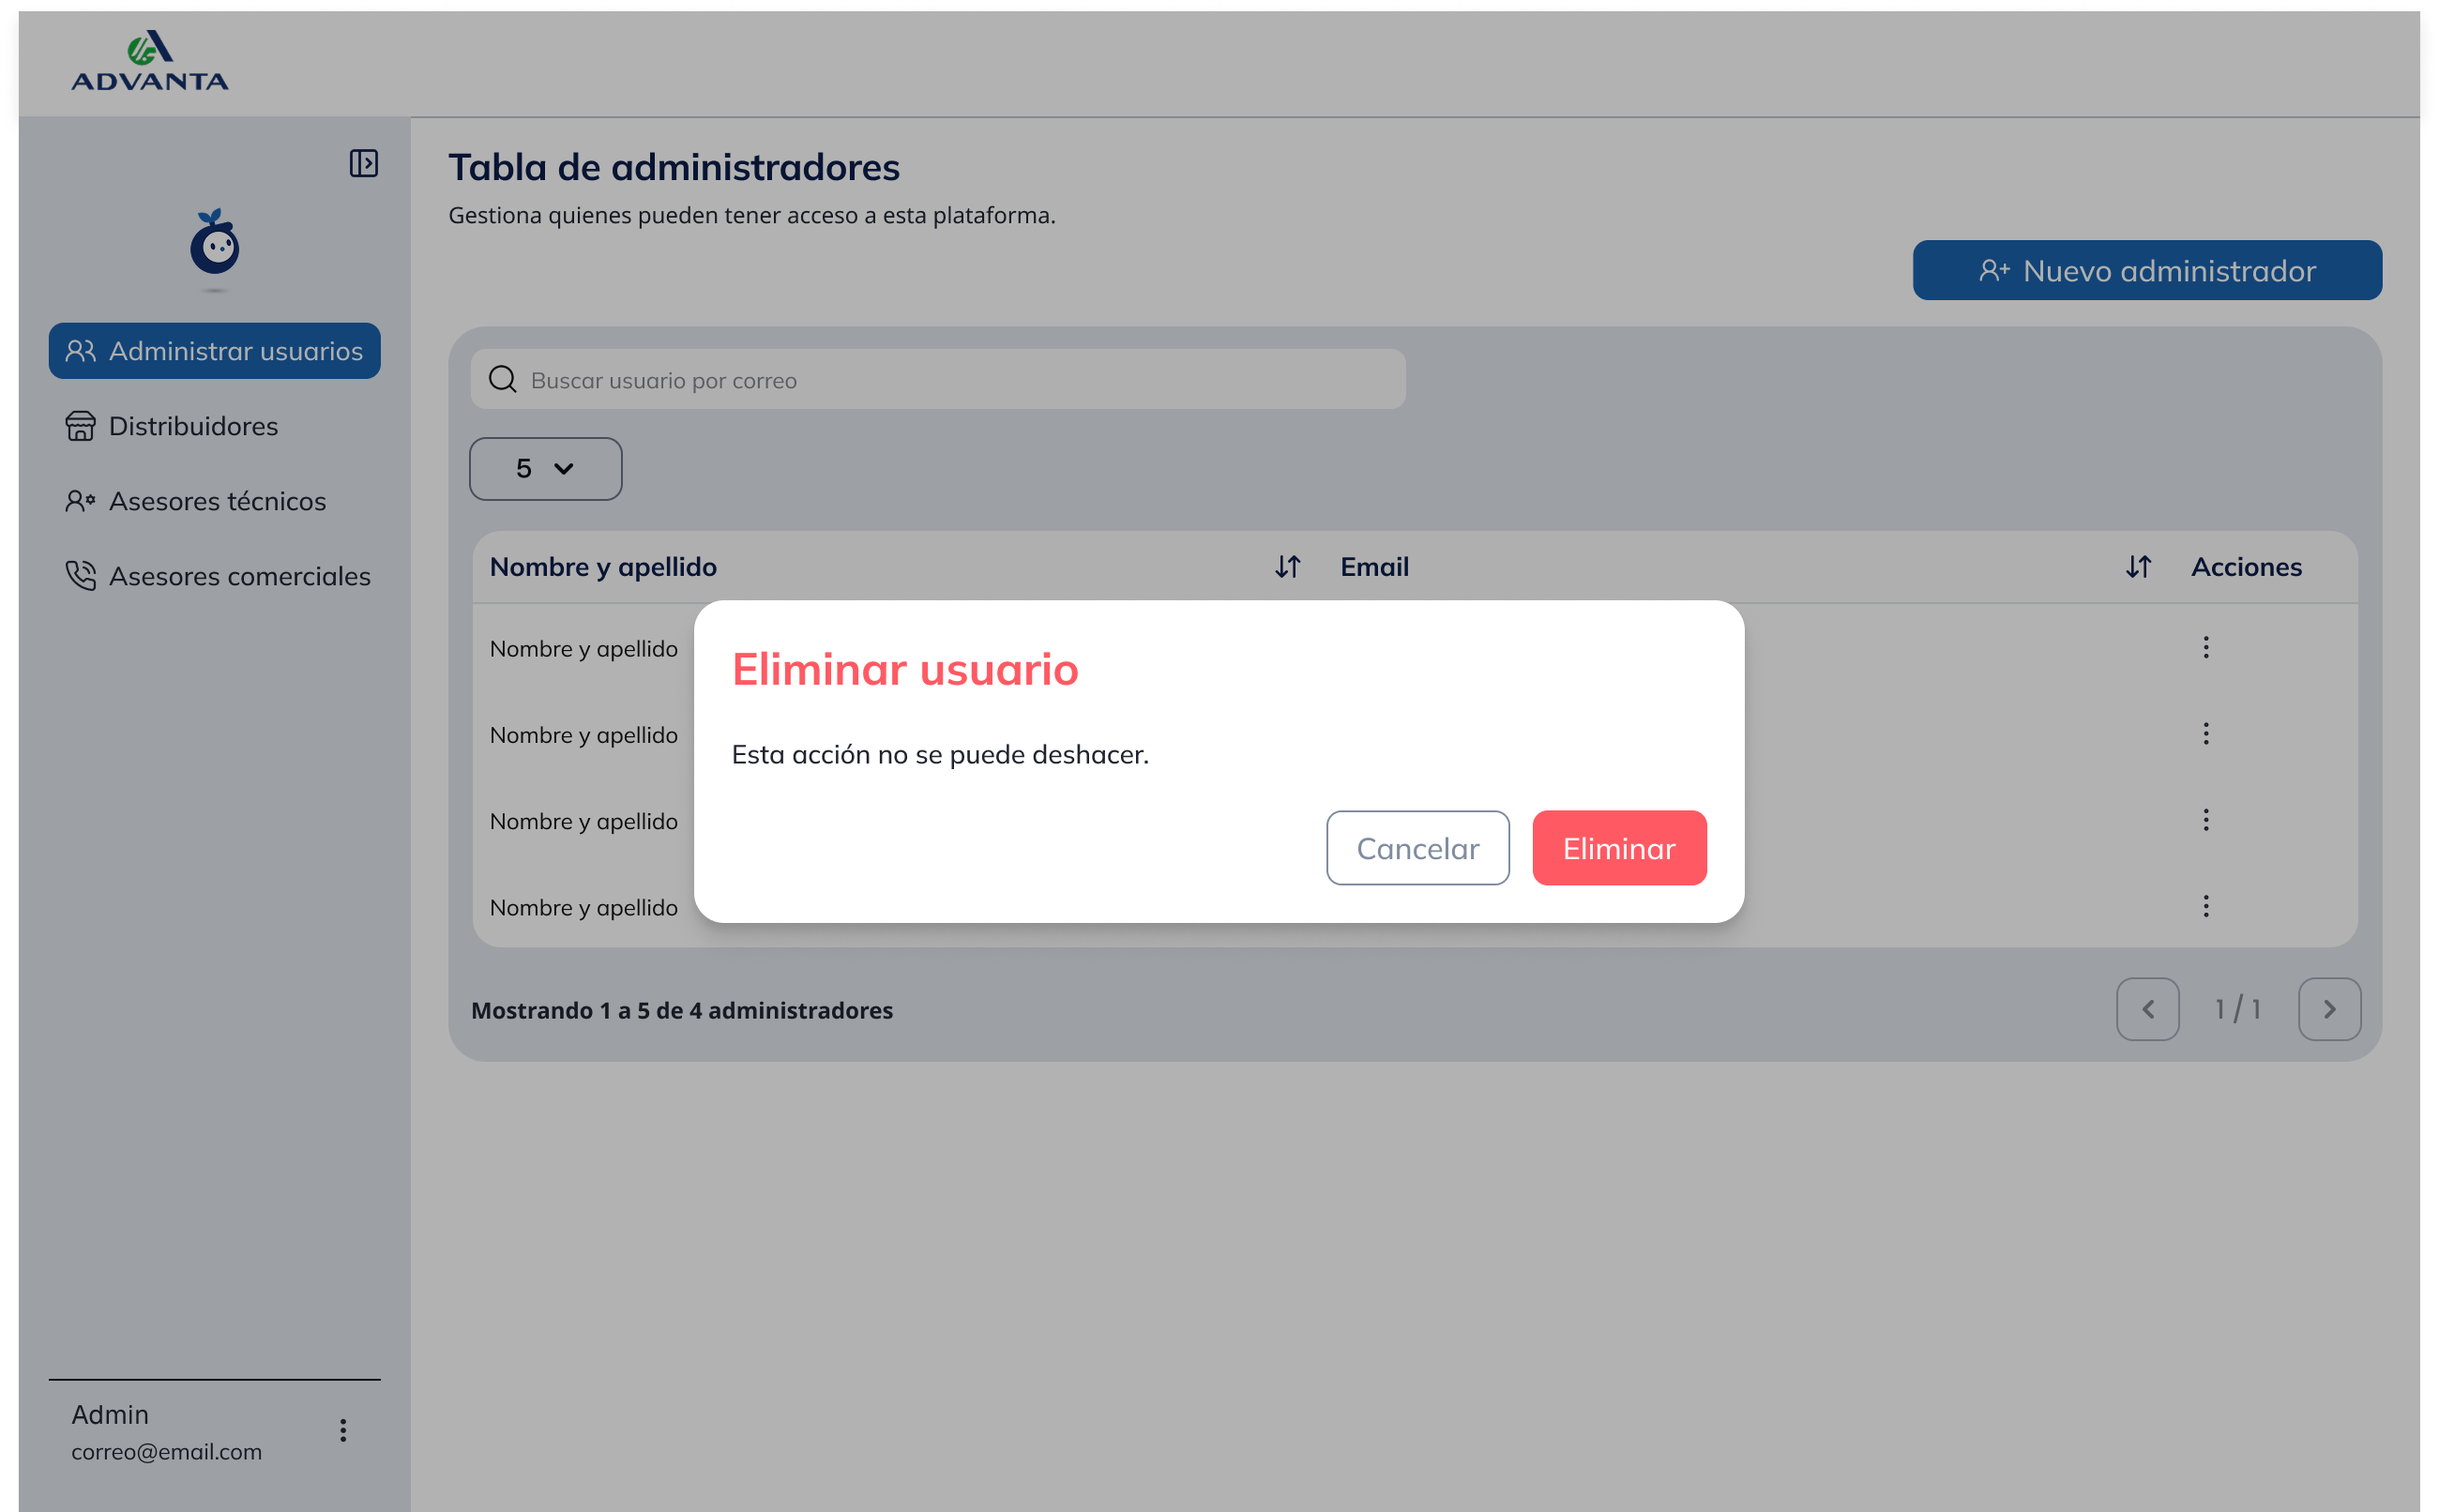 ADVANTA
Tabla de administradores
Gestiona quienes pueden tener acceso a esta plataforma.
Nuevo administrador
Administrar usuarios
Distribuidores
Asesores técnicos
Asesores comerciales
Buscar usuario por correo
5
Nombre y apellido Email Acciones
Nombre y apellido
Nombre y apellido
Nombre y apellido
Nombre y apellido
Eliminar usuario
Esta acción no se puede deshacer.
Cancelar Eliminar
Mostrando 1 a 5 de 4 administradores
1 / 1
Admin
correo@email.com